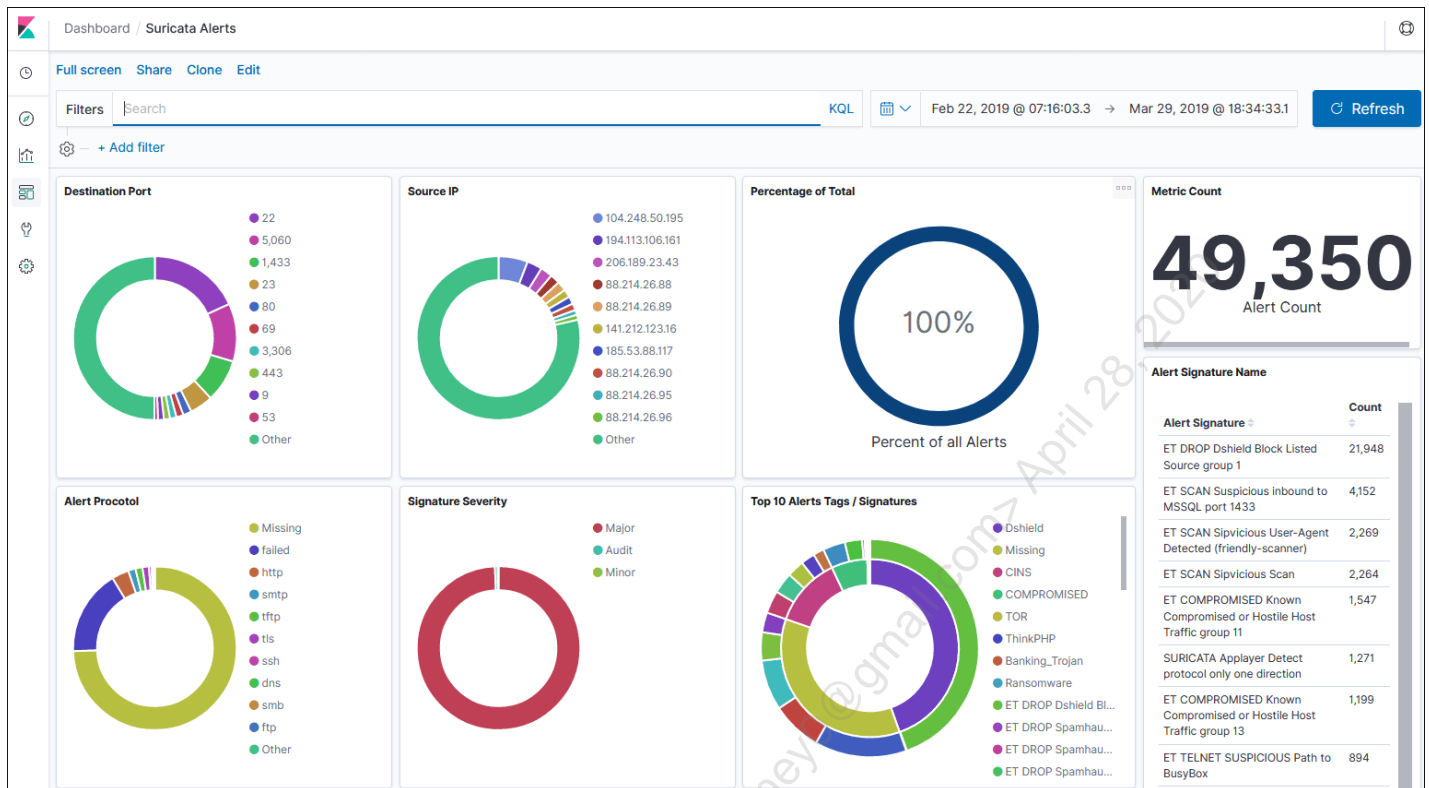 Dashboard / Suricata Alerts
Full screen Share Clone Edit
Filters Search KQL Feb 22, 2019 @ 07:16:03.3 → Mar 29, 2019 @ 18:34:33.1 Refresh
+ Add filter
Destination Port
22
5,060
1,433
23
80
69
3,306
443
9
53
Other
Source IP
104.248.50.195
194.113.106.161
206.189.23.43
88.214.26.88
88.214.26.89
141.212.123.16
185.53.88.117
88.214.26.90
88.214.26.95
88.214.26.96
Other
Percentage of Total
100%
Percent of all Alerts
Metric Count
49,350
Alert Count
Alert Signature Name
Alert Signature Count
ET DROP Dshield Block Listed 21,948
Source group 1
ET SCAN Suspicious inbound to 4,152
MSSQL port 1433
ET SCAN Sipvicious User-Agent 2,269
Detected (friendly-scanner)
ET SCAN Sipvicious Scan 2,264
ET COMPROMISED Known 1,547
Compromised or Hostile Host
Traffic group 11
SURICATA Applayer Detect 1,271
protocol only one direction
ET COMPROMISED Known 1,199
Compromised or Hostile Host
Traffic group 13
ET TELNET SUSPICIOUS Path to 894
BusyBox
Alert Procotol
Missing
failed
http
smtp
tftp
tls
ssh
dns
smb
ftp
Other
Signature Severity
Major
Audit
Minor
Top 10 Alerts Tags / Signatures
Dshield
Missing
CINS
COMPROMISED
TOR
ThinkPHP
Banking_Trojan
Ransomware
ET DROP Dshield Bl...
ET DROP Spamhau...
ET DROP Spamhau...
ET DROP Spamhau...
@gmail.com> April 28, 2020